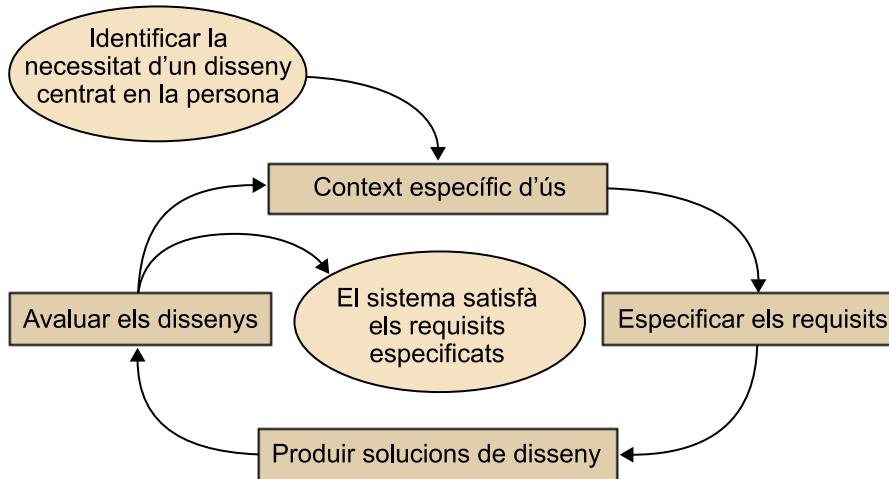 Identificar la
necessitat d’un disseny
centrat en la persona
Context específic d’ús
Avaluar els dissenys
El sistema satisfà
els requisits
especificats
Especificar els requisits
Produir solucions de disseny